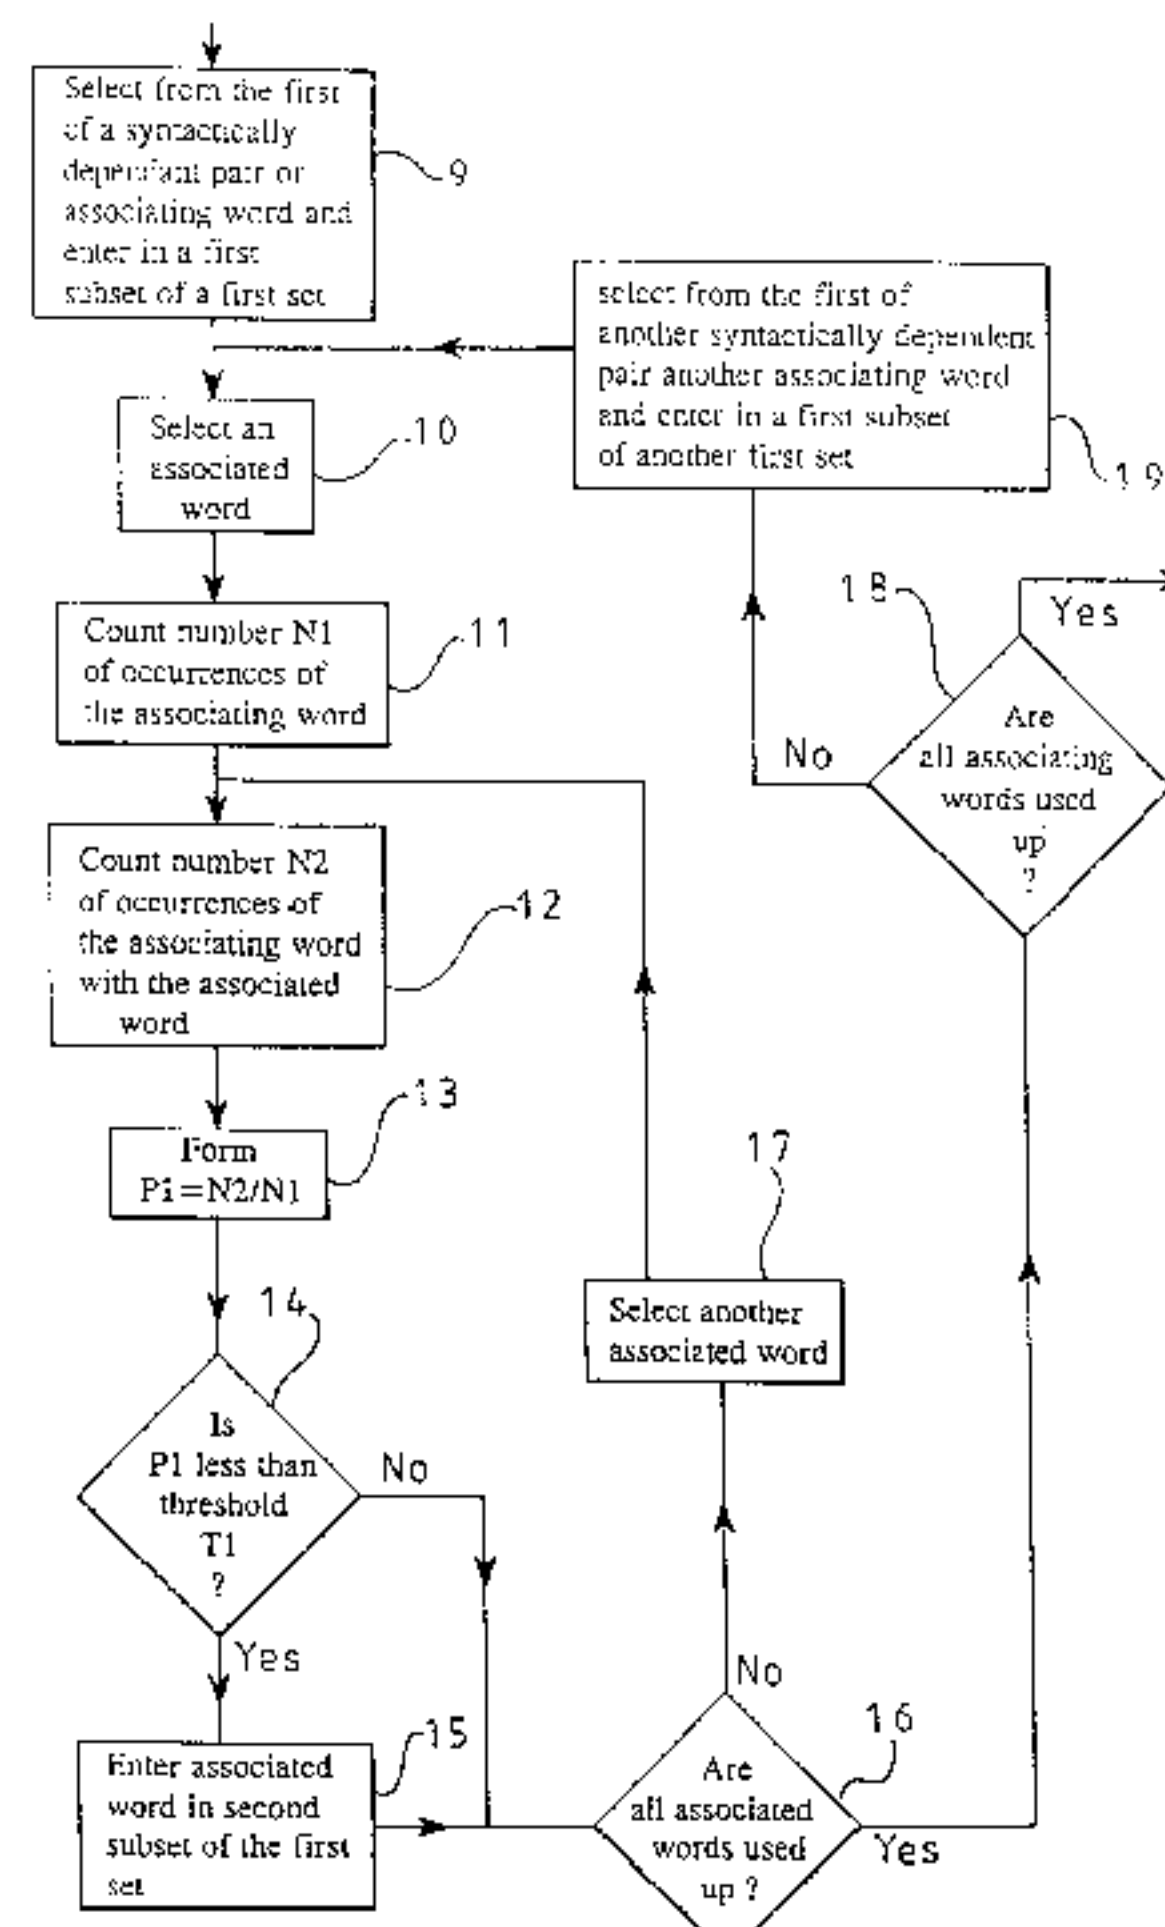 Select from the first
of a syntactically
dependant pair or
associating word and
enter in a first
subset of a first set
9
Select an
associated
word
10
Count number N1
of occurrences of
the associating word
11
Count number N2
of occurrences of
the associating word
with the associated
word
12
Form
Pi=N2/N1
13
Is
P1 less than
threshold
T1
?
14
No
Yes
Enter associated
word in second
subset of the first
set
15
Are
all associated
words used
up ?
16
Yes
No
Select another
associated word
17
Are
all associating
words used
up
?
18
Yes
No
select from the first of
another syntactically dependent
pair another associating word
and enter in a first subset
of another first set
19